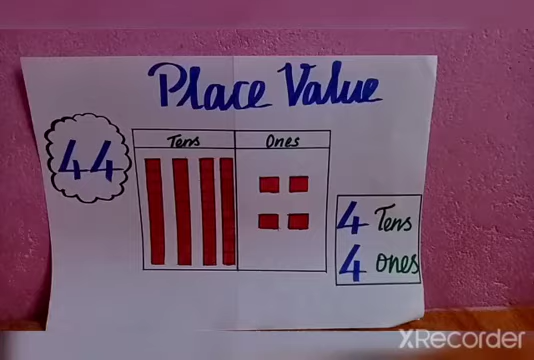 Place Value
44
Tens Ones
4 Tens
4 ones
XRecorder